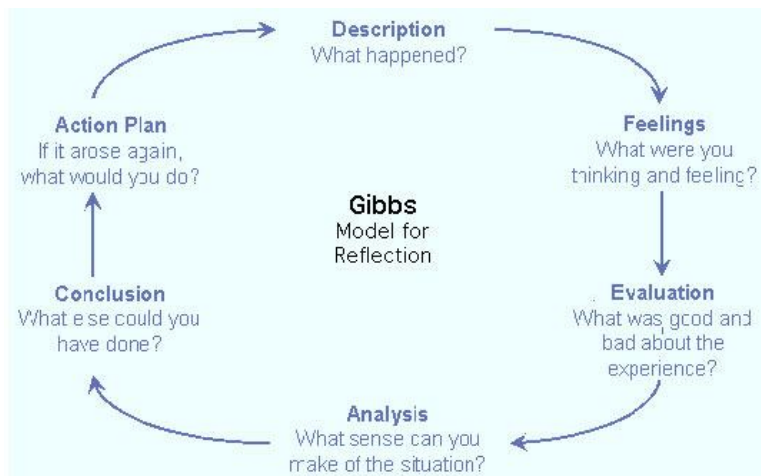 Description
What happened?
Feelings
What were you
thinking and feeling?
Evaluation
What was good and
bad about the
experience?
Analysis
What sense can you
make of the situation?
Conclusion
What else could you
have done?
Action Plan
If it arose again,
what would you do?
Gibbs
Model for
Reflection